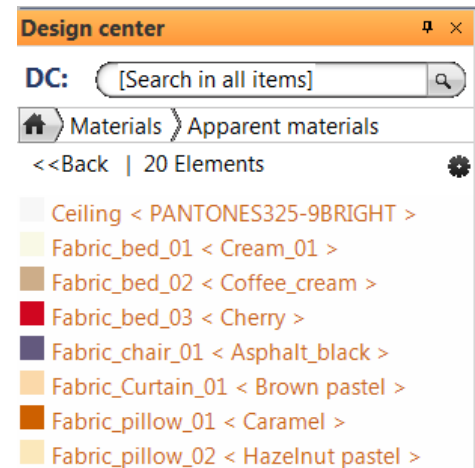 Design center
DC: [Search in all items]
Materials Apparent materials
<<Back | 20 Elements
Ceiling < PANTONES325-9BRIGHT >
Fabric_bed_01 < Cream_01 >
Fabric_bed_02 < Coffee_cream >
Fabric_bed_03 < Cherry >
Fabric_chair_01 < Asphalt_black >
Fabric_Curtain_01 < Brown pastel >
Fabric_pillow_01 < Caramel >
Fabric_pillow_02 < Hazelnut pastel >